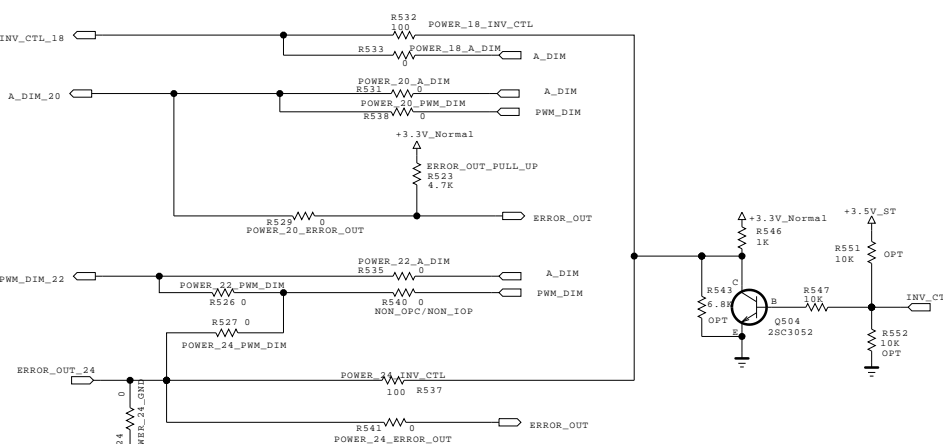 R532
100
POWER_18_INV_CTL
INV_CTL_18
R533
POWER_18_A_DIM
0
A_DIM
POWER_20_A_DIM
R531
0
A_DIM_20
A_DIM
POWER_20_PWM_DIM
R538
0
PWM_DIM
+3.3V_Normal
ERROR_OUT_PULL_UP
R523
4.7K
R529
0
ERROR_OUT
POWER_20_ERROR_OUT
+3.3V_Normal
R546
1K
+3.5V_ST
R551
10K
OPT
POWER_22_A_DIM
R535
0
PWM_DIM_22
A_DIM
POWER_22_PWM_DIM
R526 0
R540 0
NON_OPC/NON_IOP
PWM_DIM
C
R543
6.8K
OPT
B
R547
10K
E
Q504
2SC3052
R552
10K
OPT
R527 0
POWER_24_PWM_DIM
ERROR_OUT_24
POWER_24_INV_CTL
100
R537
0
R541
0
ERROR_OUT
POWER_24_ERROR_OUT